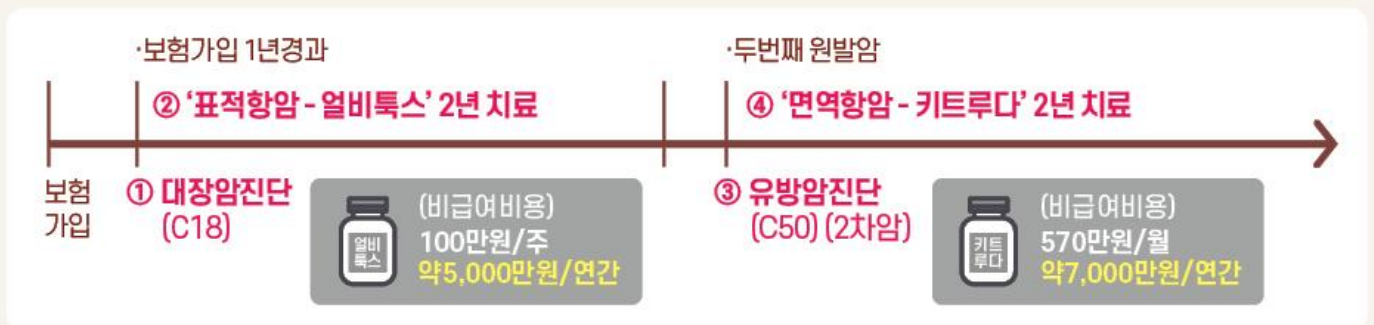 ·보험가입 1년경과
② ‘표적항암 - 얼비툭스’ 2년 치료
보험
가입
① 대장암진단
(C18)
얼비
툭스
(비급여비용)
100만원/주
약5,000만원/연간
·두번째 원발암
④ ‘면역항암 - 키트루다’ 2년 치료
③ 유방암진단
(C50) (2차암)
키트
루다
(비급여비용)
570만원/월
약7,000만원/연간